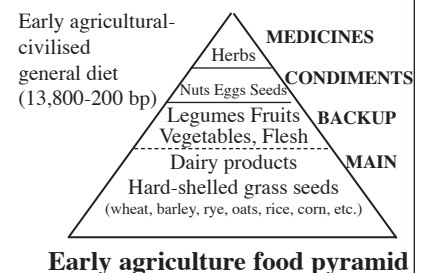 Early agricultural-
civilised
general diet
(13,800-200 bp)
MEDICINES
Herbs
CONDIMENTS
Nuts Eggs Seeds
Legumes Fruits
BACKUP
Vegetables, Flesh
Dairy products
MAIN
Hard-shelled grass seeds
(wheat, barley, rye, oats, rice, corn, etc.)
Early agriculture food pyramid